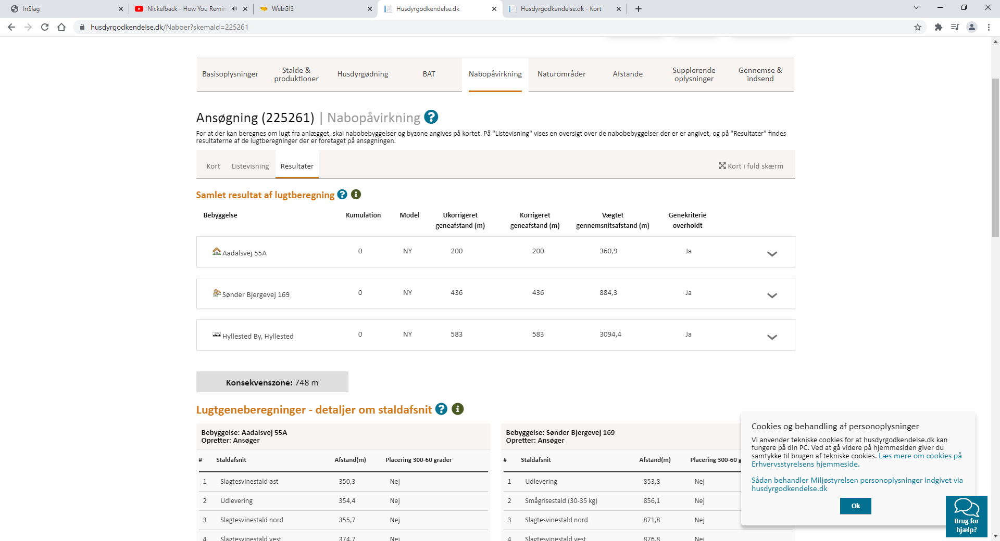 InSlag
Nickelback - How You Remin
WebGIS
Husdyrgodkendelse.dk
Husdyrgodkendelse.dk - Kort
husdyrgodkendelse.dk/Naboer?skemaId=225261
Basisoplysninger
Stalde &
produktioner
Husdyrgødning
BAT
Nabopåvirkning
Naturområder
Afstande
Supplerende
oplysninger
Gennemse &
indsend
Ansøgning (225261) | Nabopåvirkning ?
For at der kan beregnes om lugt fra anlægget, skal nabobebyggelser og byzone angives på kortet. På "Listevisning" vises en oversigt over de nabobebyggelser der er er angivet, og på "Resultater" findes
resultaterne af de lugtberegninger der er foretaget på ansøgningen.
Kort Listevisning Resultater Kort i fuld skærm
Samlet resultat af lugtberegning ? i
Bebyggelse Kumulation Model Ukorrigeret geneafstand (m) Korrigeret geneafstand (m) Vægtet gennemsnitsafstand (m) Genekriterie overholdt
Aadalsvej 55A 0 NY 200 200 360,9 Ja
Sønder Bjergevej 169 0 NY 436 436 884,3 Ja
Hyllested By, Hyllested 0 NY 583 583 3094,4 Ja
Konsekvenszone: 748 m
Lugtgeneberegninger - detaljer om staldafsnit ? i
Bebyggelse: Aadalsvej 55A
Opretter: Ansøger
# Staldafsnit Afstand(m) Placering 300-60 grader
1 Slagtesvinestald øst 350,3 Nej
2 Udlevering 354,4 Nej
3 Slagtesvinestald nord 355,7 Nej
4 Slagtesvinestald vest 374,7 Nej
Bebyggelse: Sønder Bjergevej 169
Opretter: Ansøger
# Staldafsnit Afstand(m) Placering 300-60 g
1 Udlevering 853,8 Nej
2 Smågrisestald (30-35 kg) 856,1 Nej
3 Slagtesvinestald nord 871,8 Nej
4 Slagtesvinestald vest 876,8 Nej
Cookies og behandling af personoplysninger
Vi anvender tekniske cookies for at husdyrgodkendelse.dk kan
fungere på din PC. Ved at gå videre på hjemmesiden giver du
samtykke til brugen af tekniske cookies. Læs mere om cookies på
Erhvervsstyrelsens hjemmeside.
Sådan behandler Miljøstyrelsen personoplysninger indgivet via
husdyrgodkendelse.dk
Ok
Brug for
hjælp?